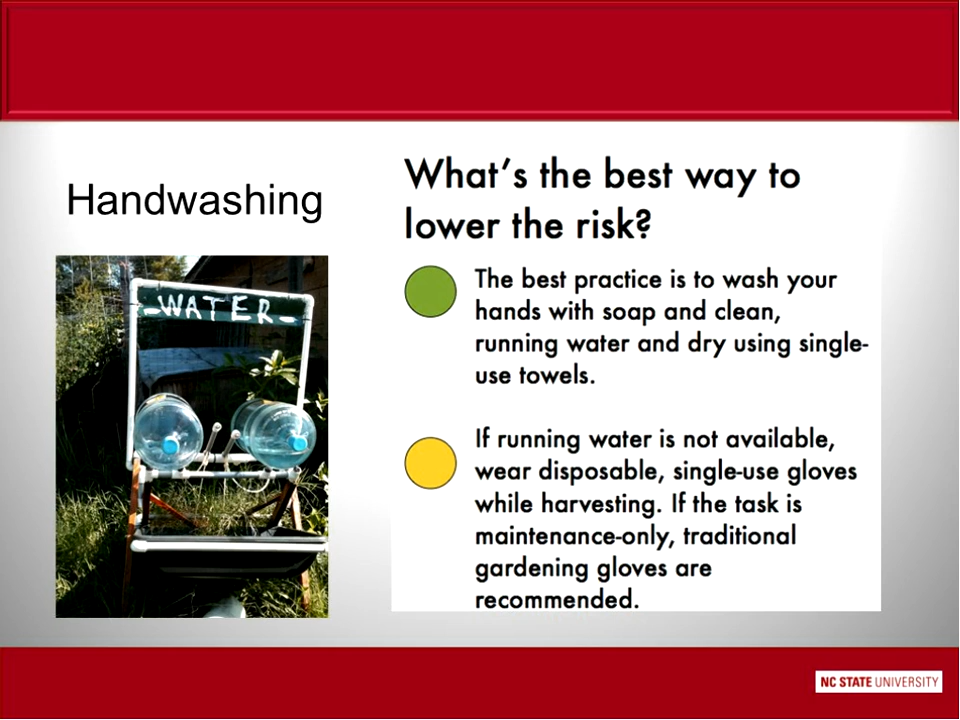 Handwashing
-WATER-
What's the best way to
lower the risk?
The best practice is to wash your
hands with soap and clean,
running water and dry using single-
use towels.
If running water is not available,
wear disposable, single-use gloves
while harvesting. If the task is
maintenance-only, traditional
gardening gloves are
recommended.
NC STATE UNIVERSITY